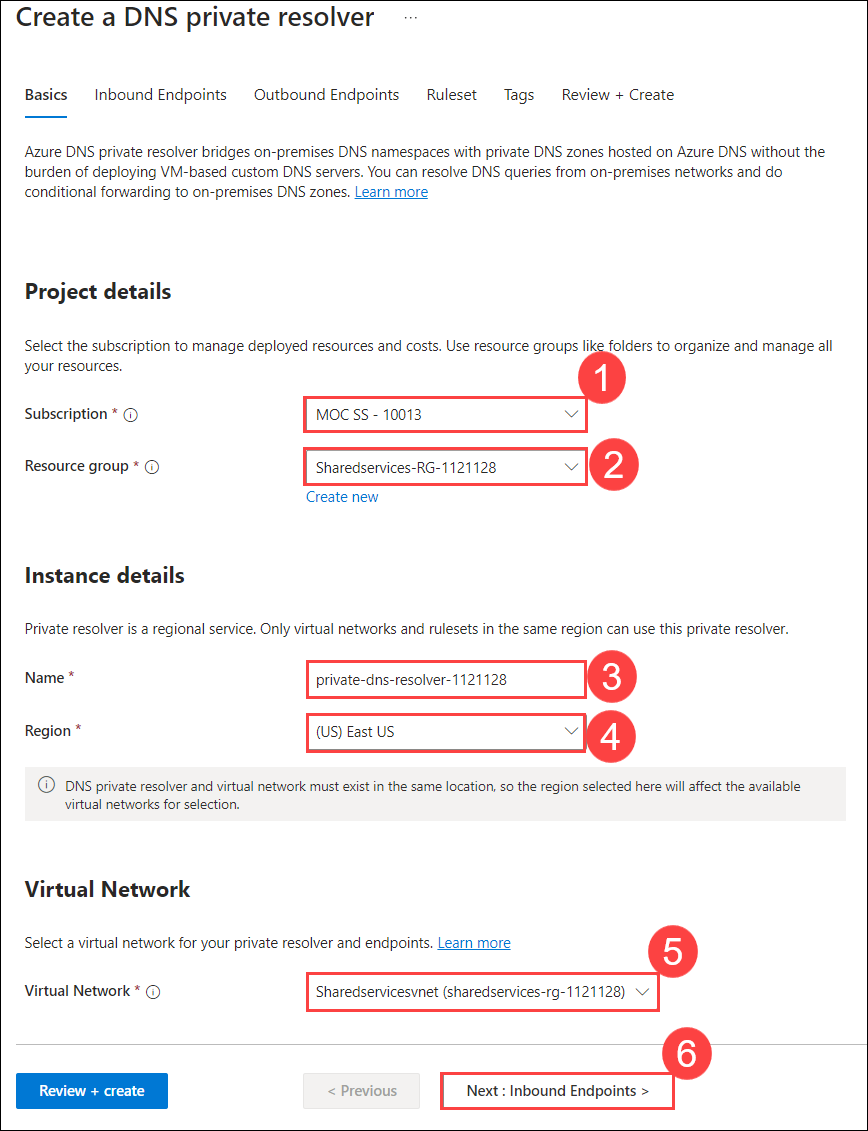 Create a DNS private resolver ...
Basics Inbound Endpoints Outbound Endpoints Ruleset Tags Review + Create
Azure DNS private resolver bridges on-premises DNS namespaces with private DNS zones hosted on Azure DNS without the
burden of deploying VM-based custom DNS servers. You can resolve DNS queries from on-premises networks and do
conditional forwarding to on-premises DNS zones. Learn more
Project details
Select the subscription to manage deployed resources and costs. Use resource groups like folders to organize and manage all
your resources.
1
Subscription * MOC SS - 10013
Resource group * Sharedservices-RG-1121128 2
Create new
Instance details
Private resolver is a regional service. Only virtual networks and rulesets in the same region can use this private resolver.
Name * private-dns-resolver-1121128 3
Region * (US) East US 4
DNS private resolver and virtual network must exist in the same location, so the region selected here will affect the available
virtual networks for selection.
Virtual Network
Select a virtual network for your private resolver and endpoints. Learn more
5
Virtual Network * Sharedservicesvnet (sharedservices-rg-1121128)
6
Review + create < Previous Next : Inbound Endpoints >